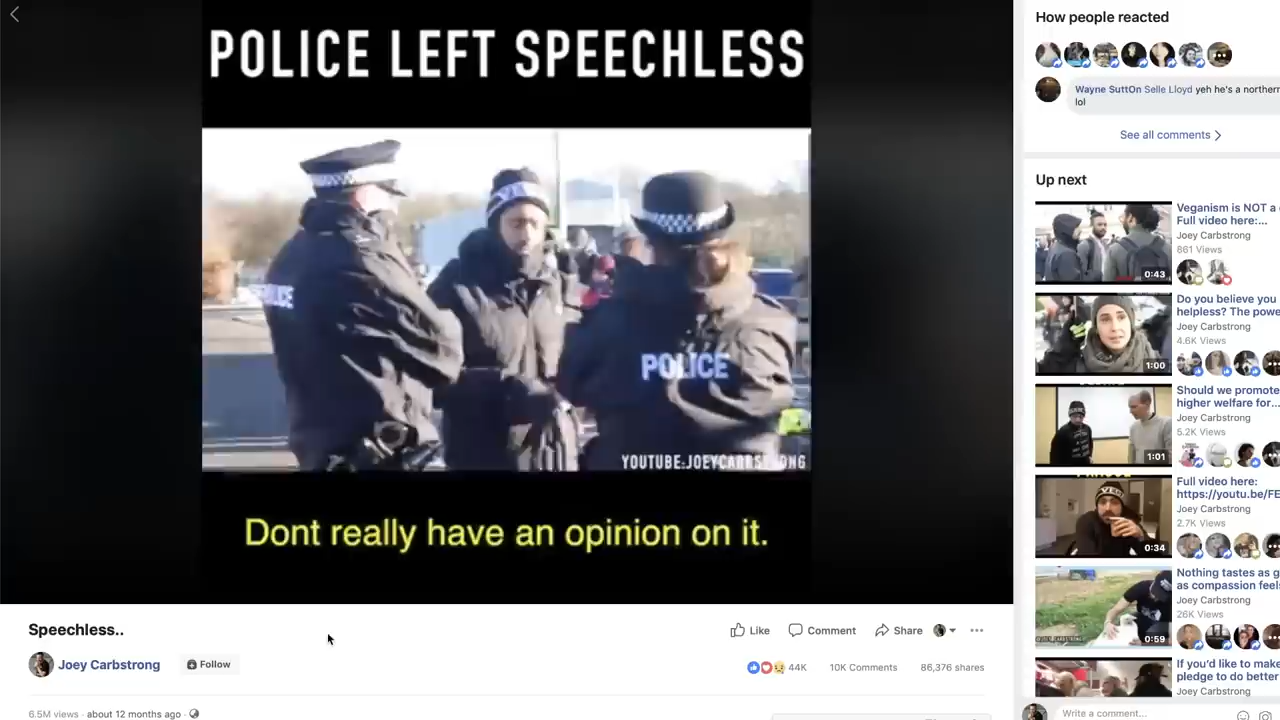 POLICE LEFT SPEECHLESS
POLICE
POLICE
YOUTUBE:JOEYCARBSTRONG
Dont really have an opinion on it.
Speechless..
Like
Comment
Share
Joey Carbstrong
Follow
44K
10K Comments
86,376 shares
6.5M views · about 12 months ago ·
How people reacted
Wayne SuttOn Selle Lloyd yeh he's a northern
lol
See all comments
Up next
Veganism is NOT a
Full video here:...
Joey Carbstrong
861 Views
0:43
Do you believe you
helpless? The powe
Joey Carbstrong
4.6K Views
1:00
Should we promote
higher welfare for...
Joey Carbstrong
5.2K Views
1:01
Full video here:
https://youtu.be/FE
Joey Carbstrong
2.7K Views
0:34
Nothing tastes as g
as compassion feels
Joey Carbstrong
26K Views
0:59
If you'd like to make
pledge to do better
Joey Carbstrong
Write a comment...